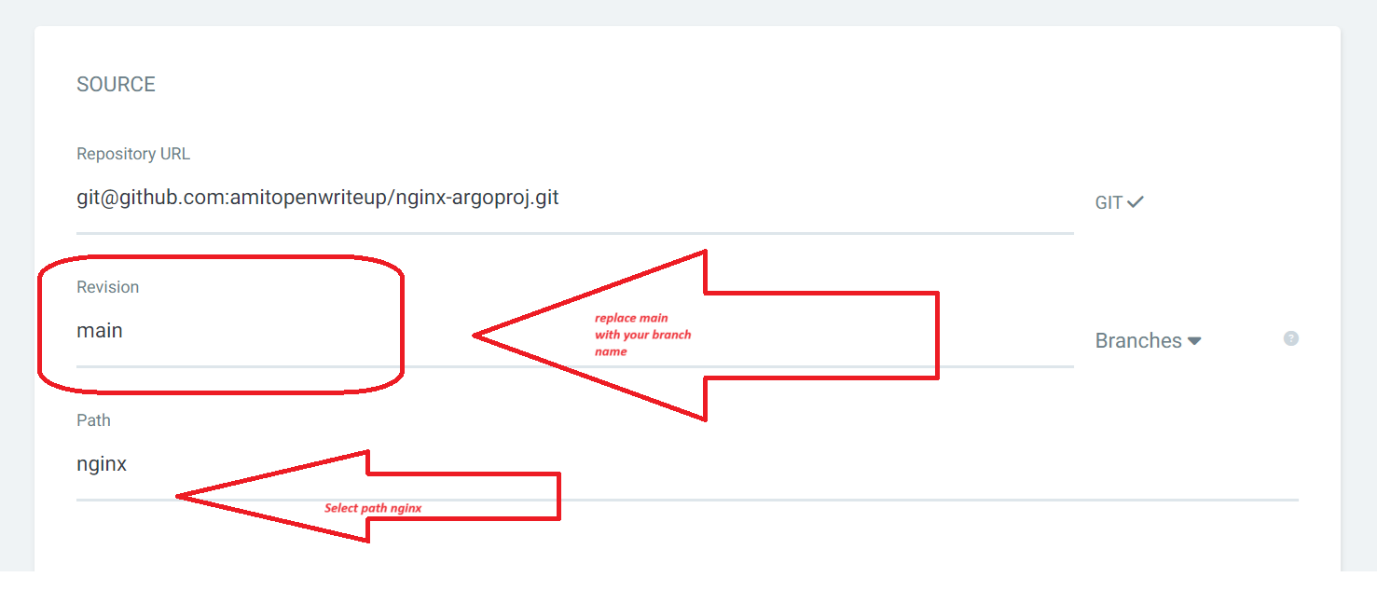 SOURCE
Repository URL
git@github.com:amitopenwriteup/nginx-argoproj.git
GIT
Revision
main
replace main
with your branch
name
Branches
?
Path
nginx
Select path nginx